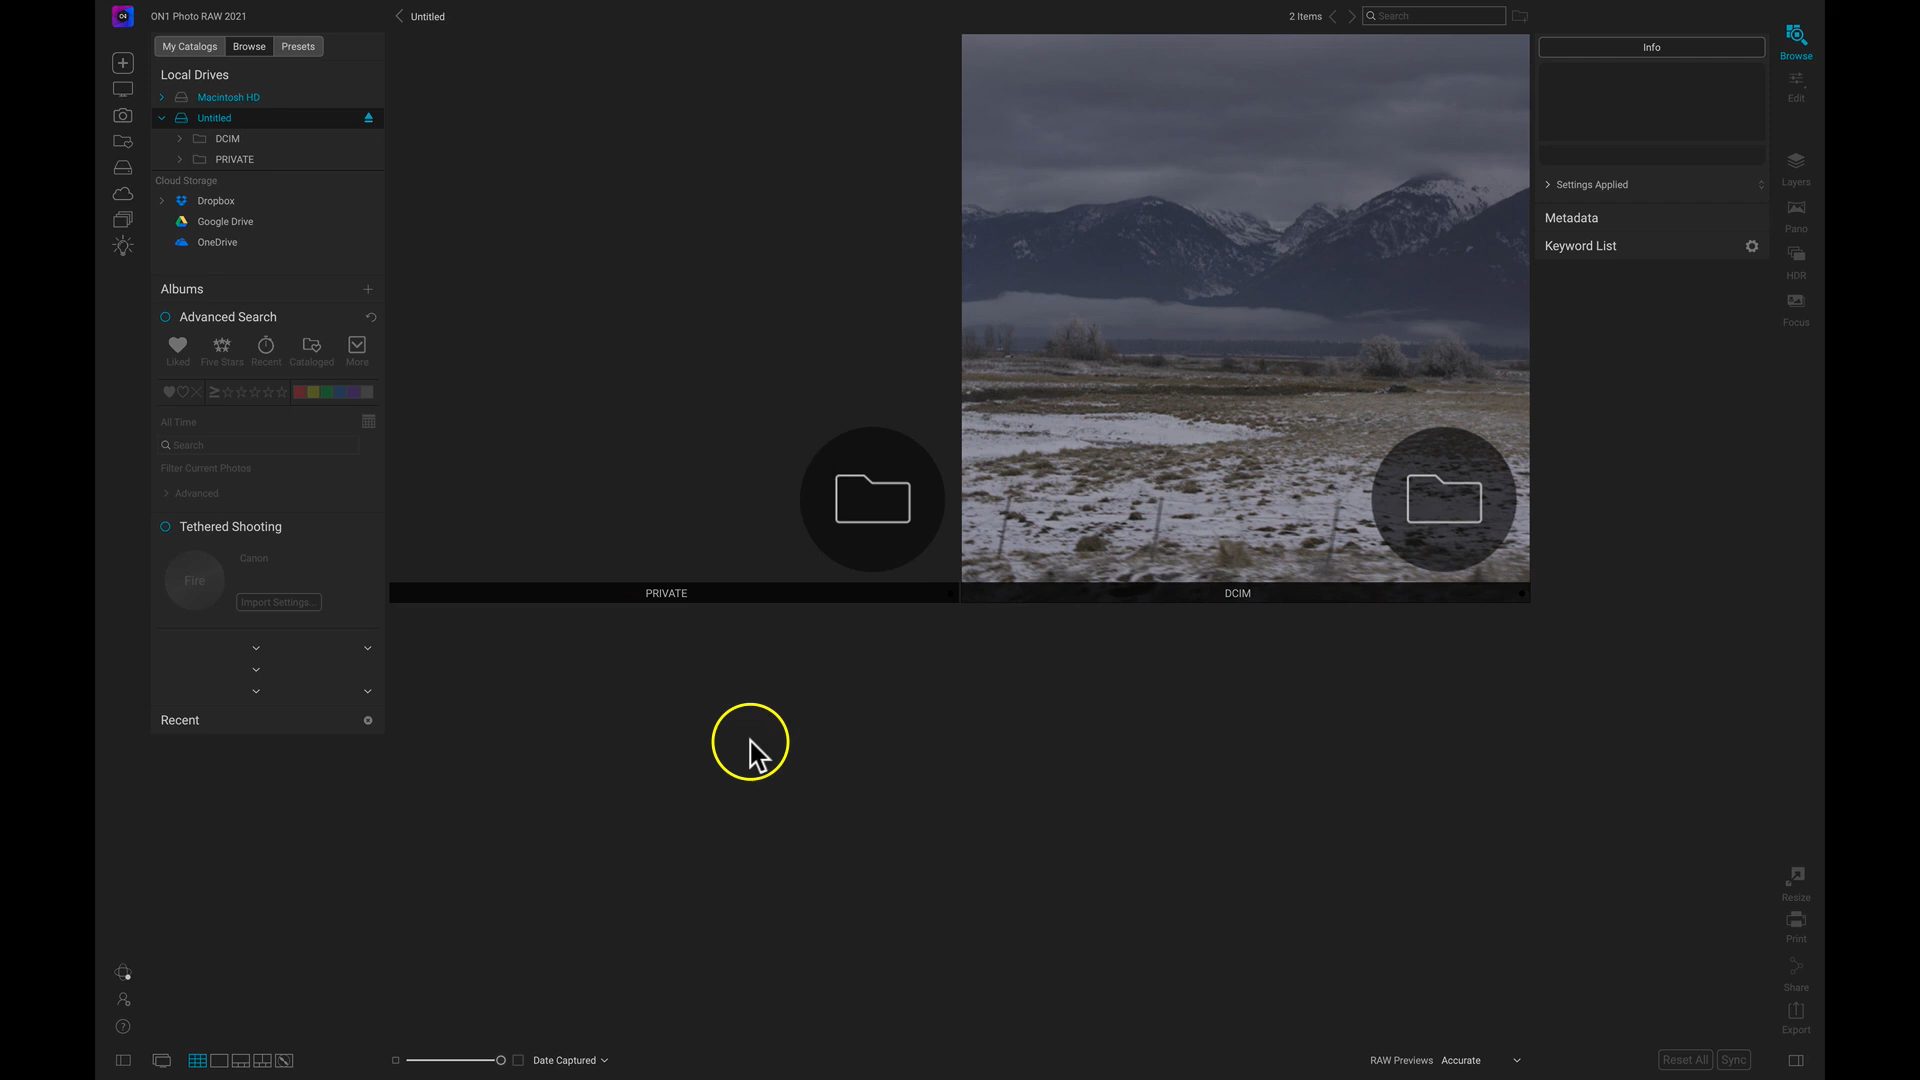 ON1 Photo RAW 2021
Untitled
2 Items
Search
My Catalogs
Browse
Presets
Local Drives
Macintosh HD
Untitled
DCIM
PRIVATE
Cloud Storage
Dropbox
Google Drive
OneDrive
Albums
Advanced Search
Liked
Five Stars
Recent
Cataloged
More
All Time
Search
Filter Current Photos
Advanced
Tethered Shooting
Canon
Fire
Import Settings...
Recent
PRIVATE
DCIM
Info
Settings Applied
Metadata
Keyword List
Browse
Edit
Layers
Pano
HDR
Focus
Resize
Print
Share
Export
Date Captured
RAW Previews
Accurate
Reset All
Sync